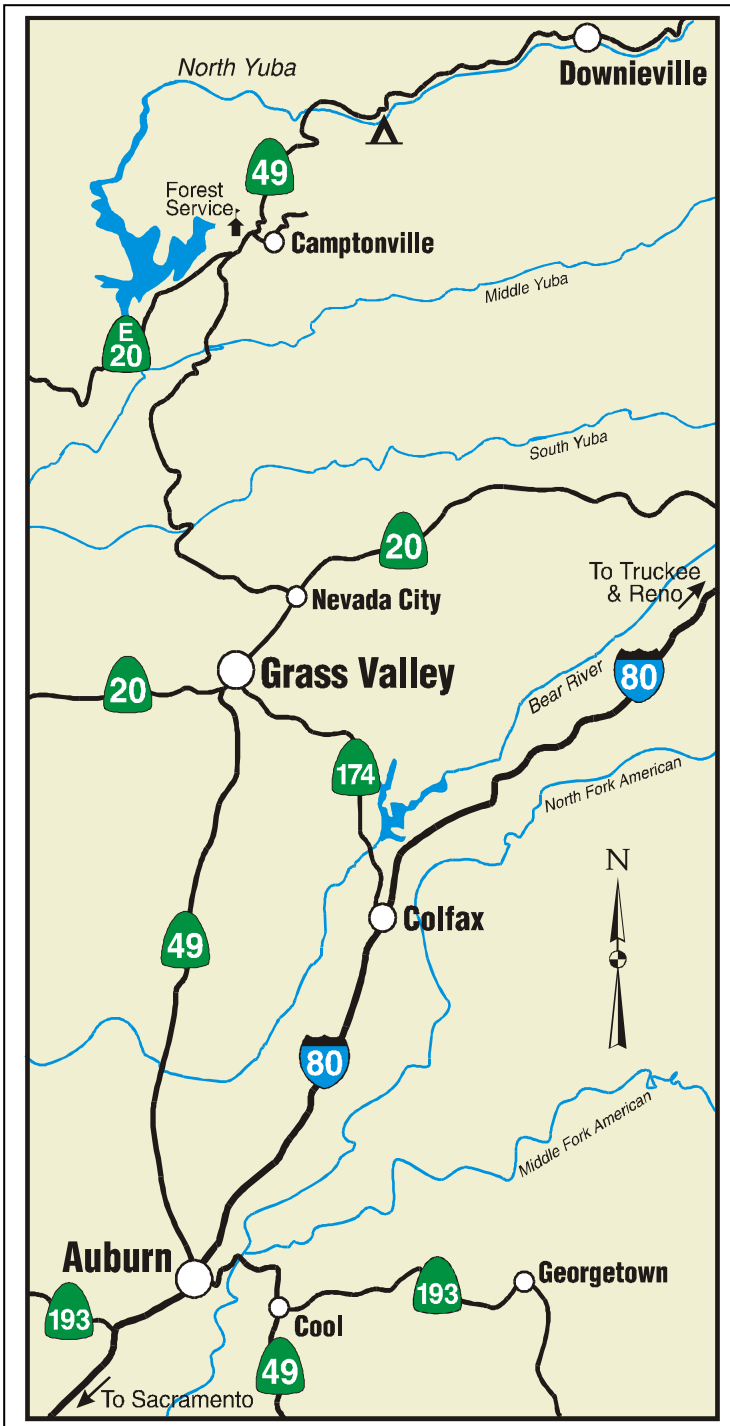 North Yuba
Downieville
49
Forest
Service
Camptonville
Middle Yuba
E
20
South Yuba
20
To Truckee
& Reno
Nevada City
Grass Valley
20
80
Bear River
174
North Fork American
N
Colfax
49
80
Middle Fork American
Auburn
Georgetown
193
193
Cool
49
To Sacramento